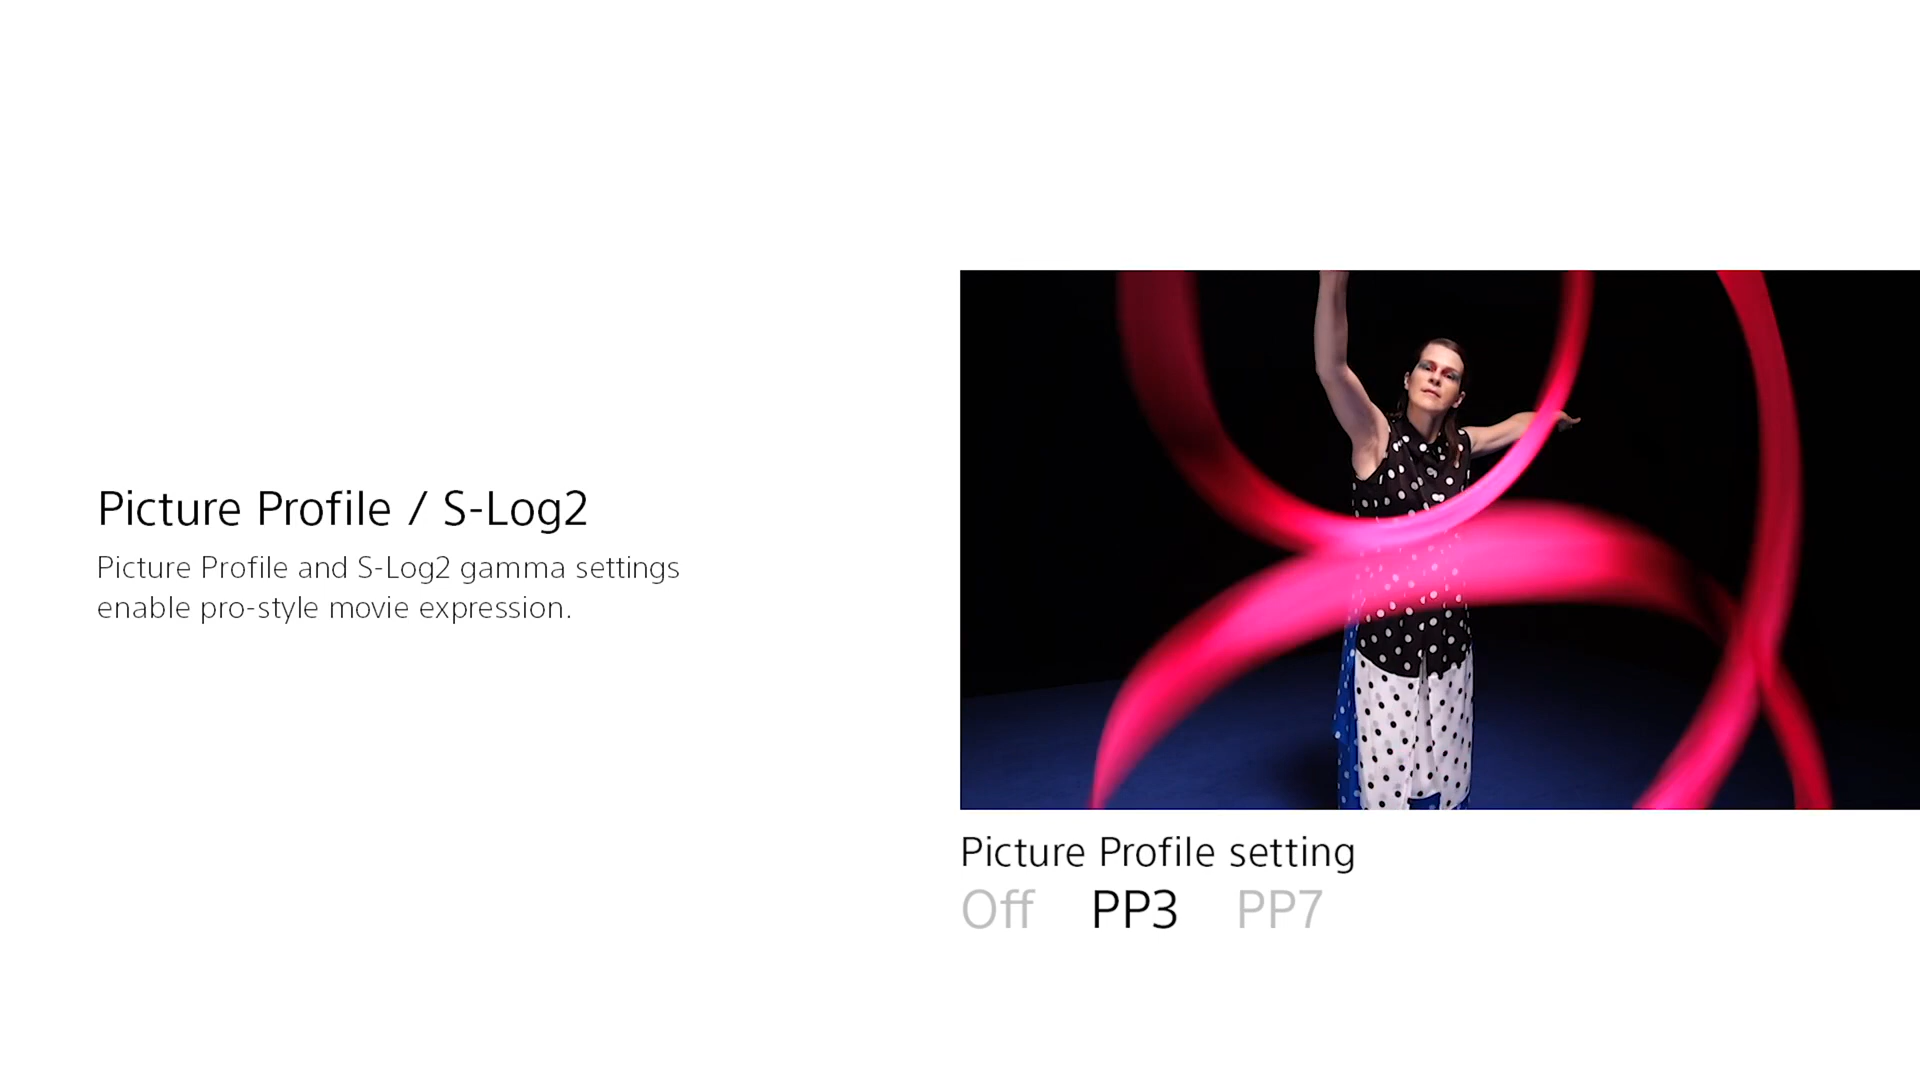 Picture Profile / S-Log2
Picture Profile and S-Log2 gamma settings
enable pro-style movie expression.
Picture Profile setting
Off PP3 PP7